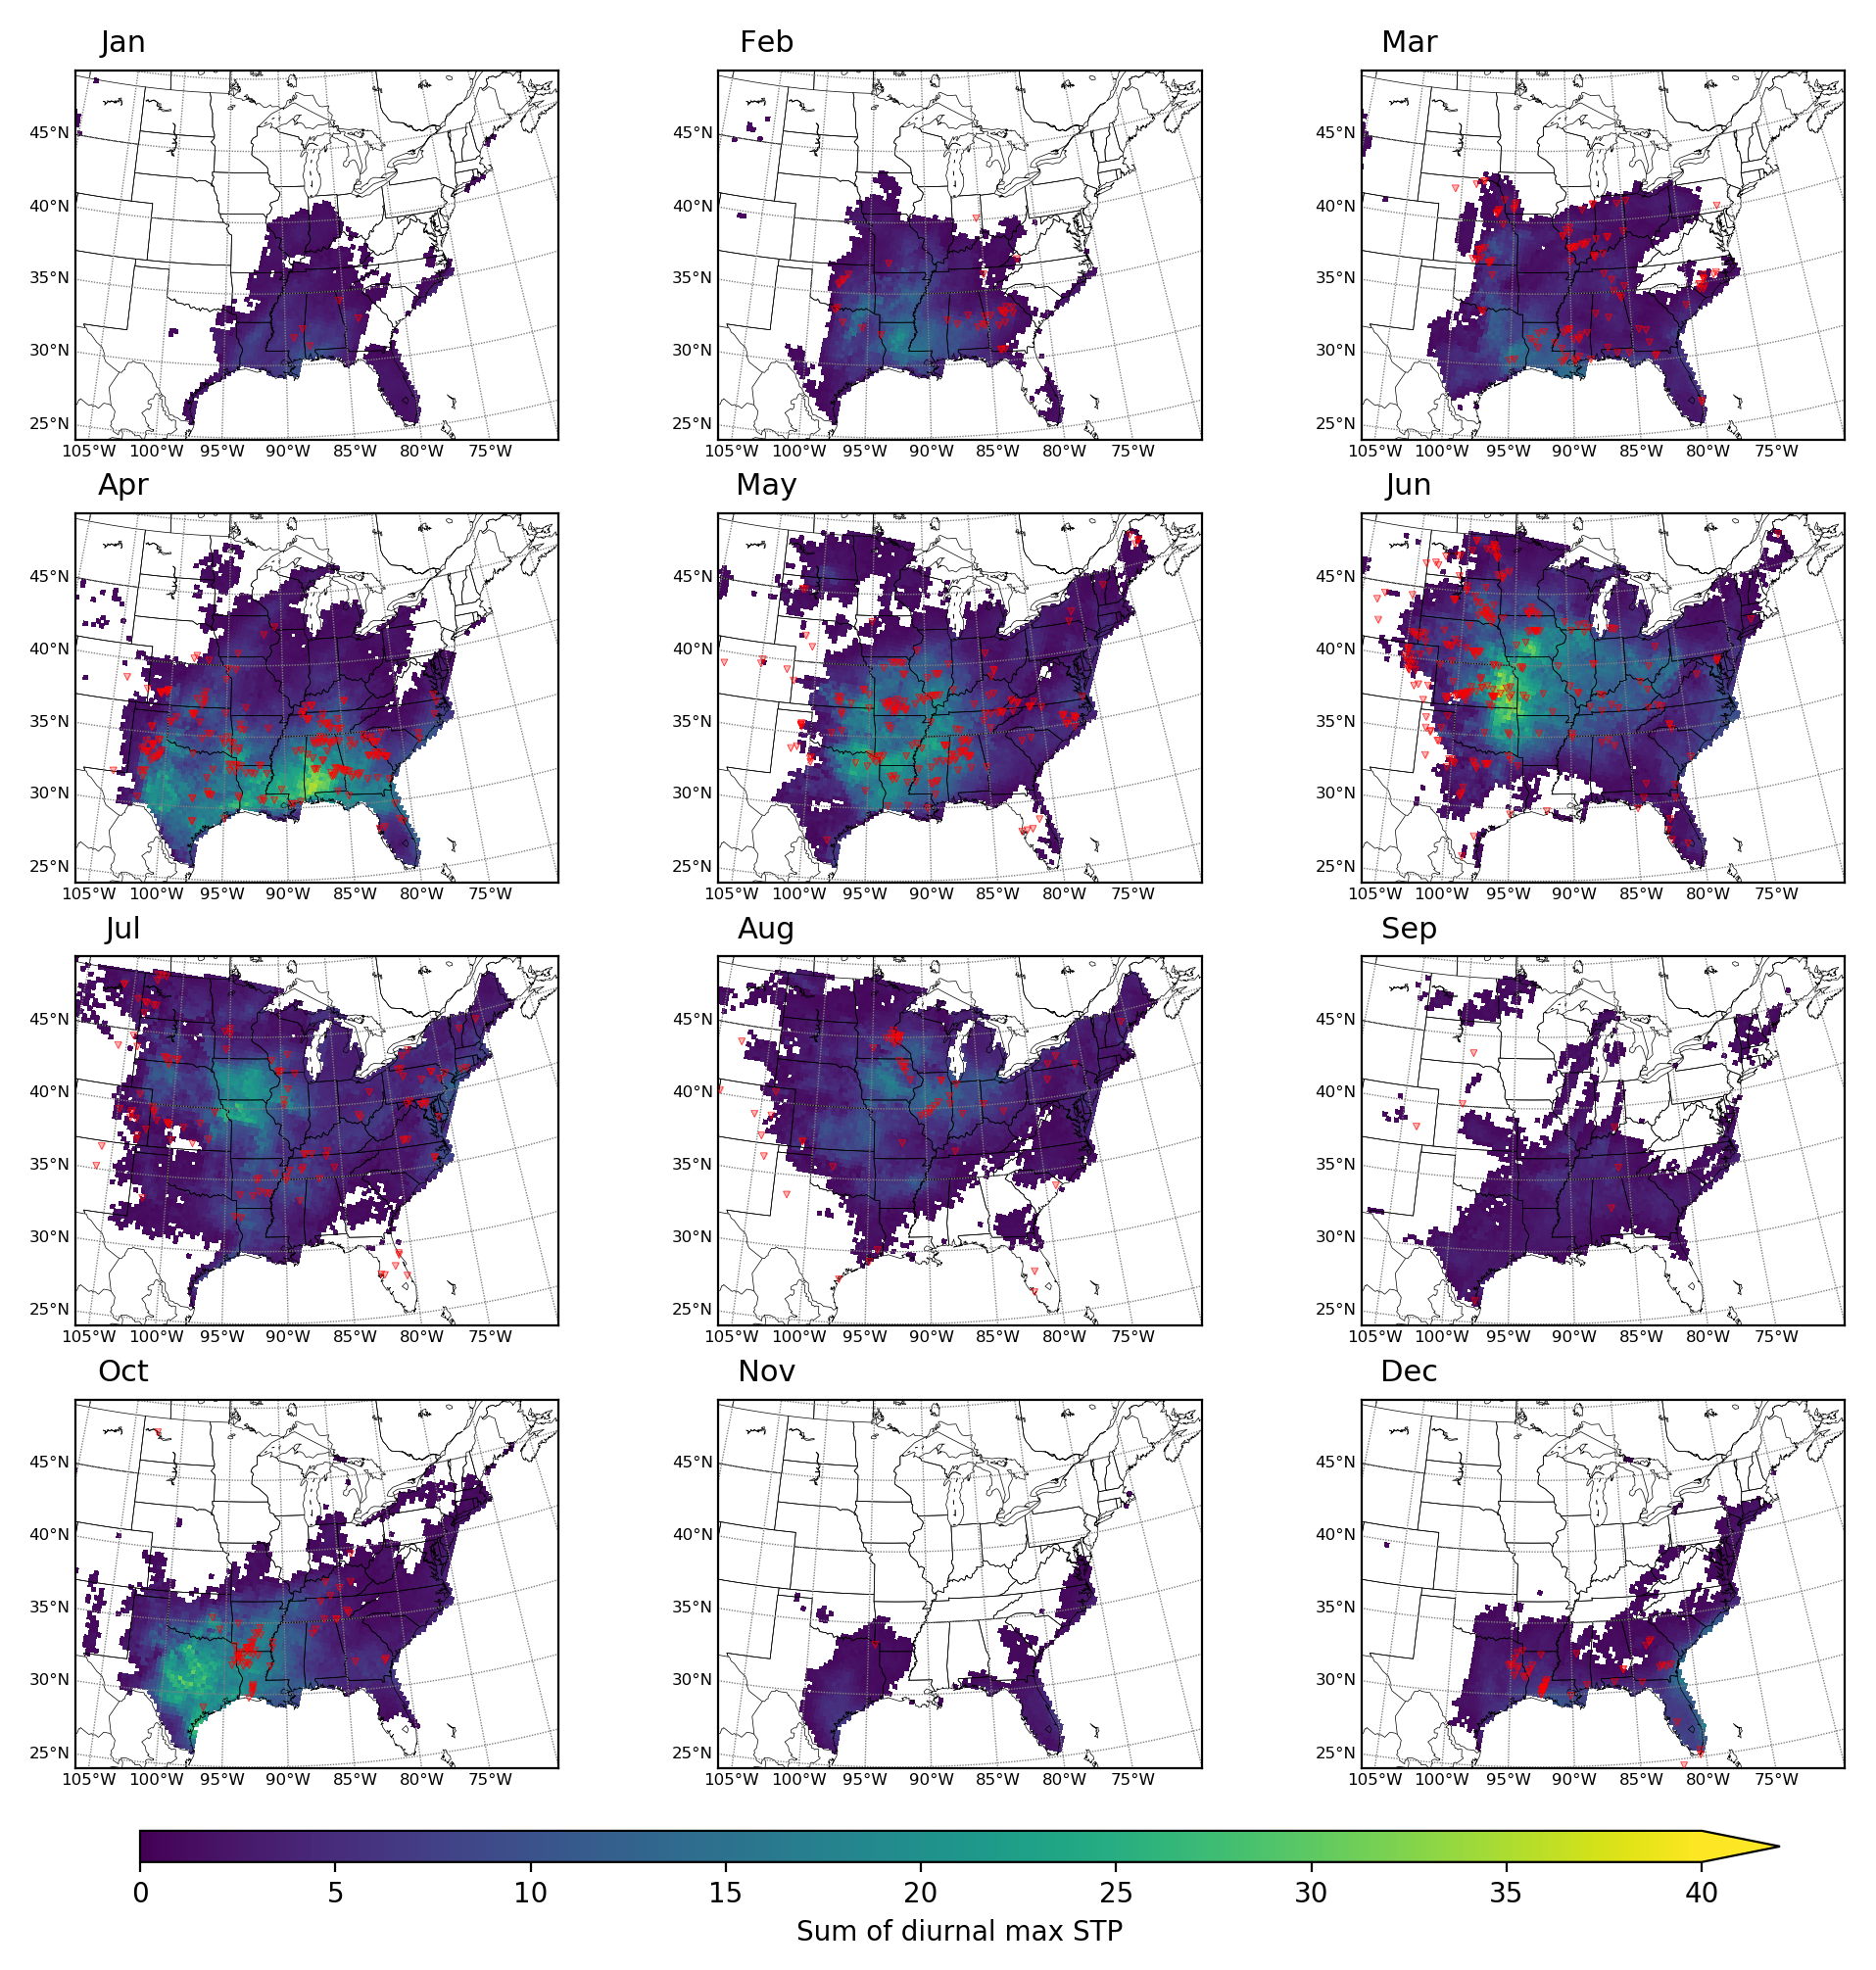 Jan Feb Mar
45°N 45°N 45°N
40°N 40°N 40°N
35°N 35°N 35°N
30°N 30°N 30°N
25°N 25°N 25°N
105°W 100°W 95°W 90°W 85°W 80°W 75°W 105°W 100°W 95°W 90°W 85°W 80°W 75°W 105°W 100°W 95°W 90°W 85°W 80°W 75°W
Apr May Jun
45°N 45°N 45°N
40°N 40°N 40°N
35°N 35°N 35°N
30°N 30°N 30°N
25°N 25°N 25°N
105°W 100°W 95°W 90°W 85°W 80°W 75°W 105°W 100°W 95°W 90°W 85°W 80°W 75°W 105°W 100°W 95°W 90°W 85°W 80°W 75°W
Jul Aug Sep
45°N 45°N 45°N
40°N 40°N 40°N
35°N 35°N 35°N
30°N 30°N 30°N
25°N 25°N 25°N
105°W 100°W 95°W 90°W 85°W 80°W 75°W 105°W 100°W 95°W 90°W 85°W 80°W 75°W 105°W 100°W 95°W 90°W 85°W 80°W 75°W
Oct Nov Dec
45°N 45°N 45°N
40°N 40°N 40°N
35°N 35°N 35°N
30°N 30°N 30°N
25°N 25°N 25°N
105°W 100°W 95°W 90°W 85°W 80°W 75°W 105°W 100°W 95°W 90°W 85°W 80°W 75°W 105°W 100°W 95°W 90°W 85°W 80°W 75°W
0 5 10 15 20 25 30 35 40
Sum of diurnal max STP